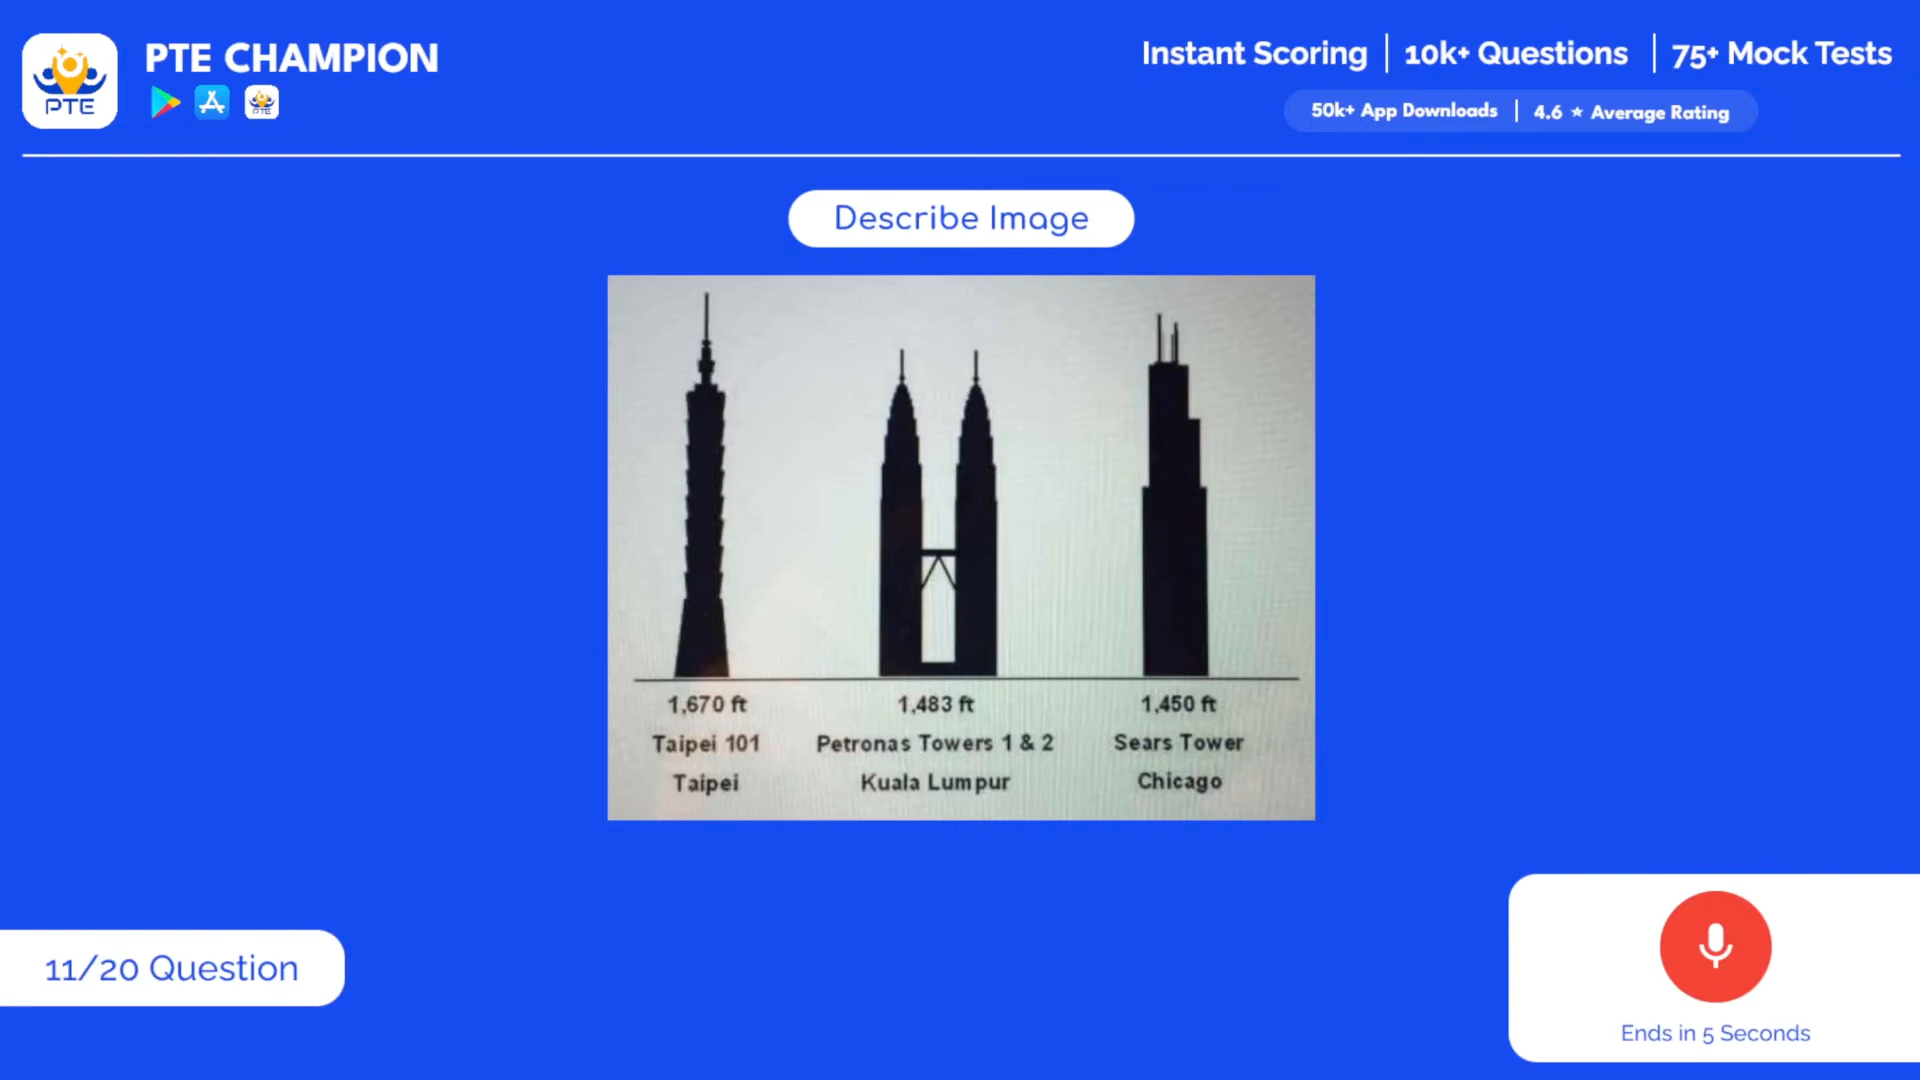 PTE CHAMPION
PTE
PTE
Instant Scoring | 10k+ Questions | 75+ Mock Tests
50k+ App Downloads | 4.6 ★ Average Rating
Describe Image
1,670 ft 1,483 ft 1,450 ft
Taipei 101 Petronas Towers 1 & 2 Sears Tower
Taipei Kuala Lumpur Chicago
11/20 Question
Ends in 5 Seconds